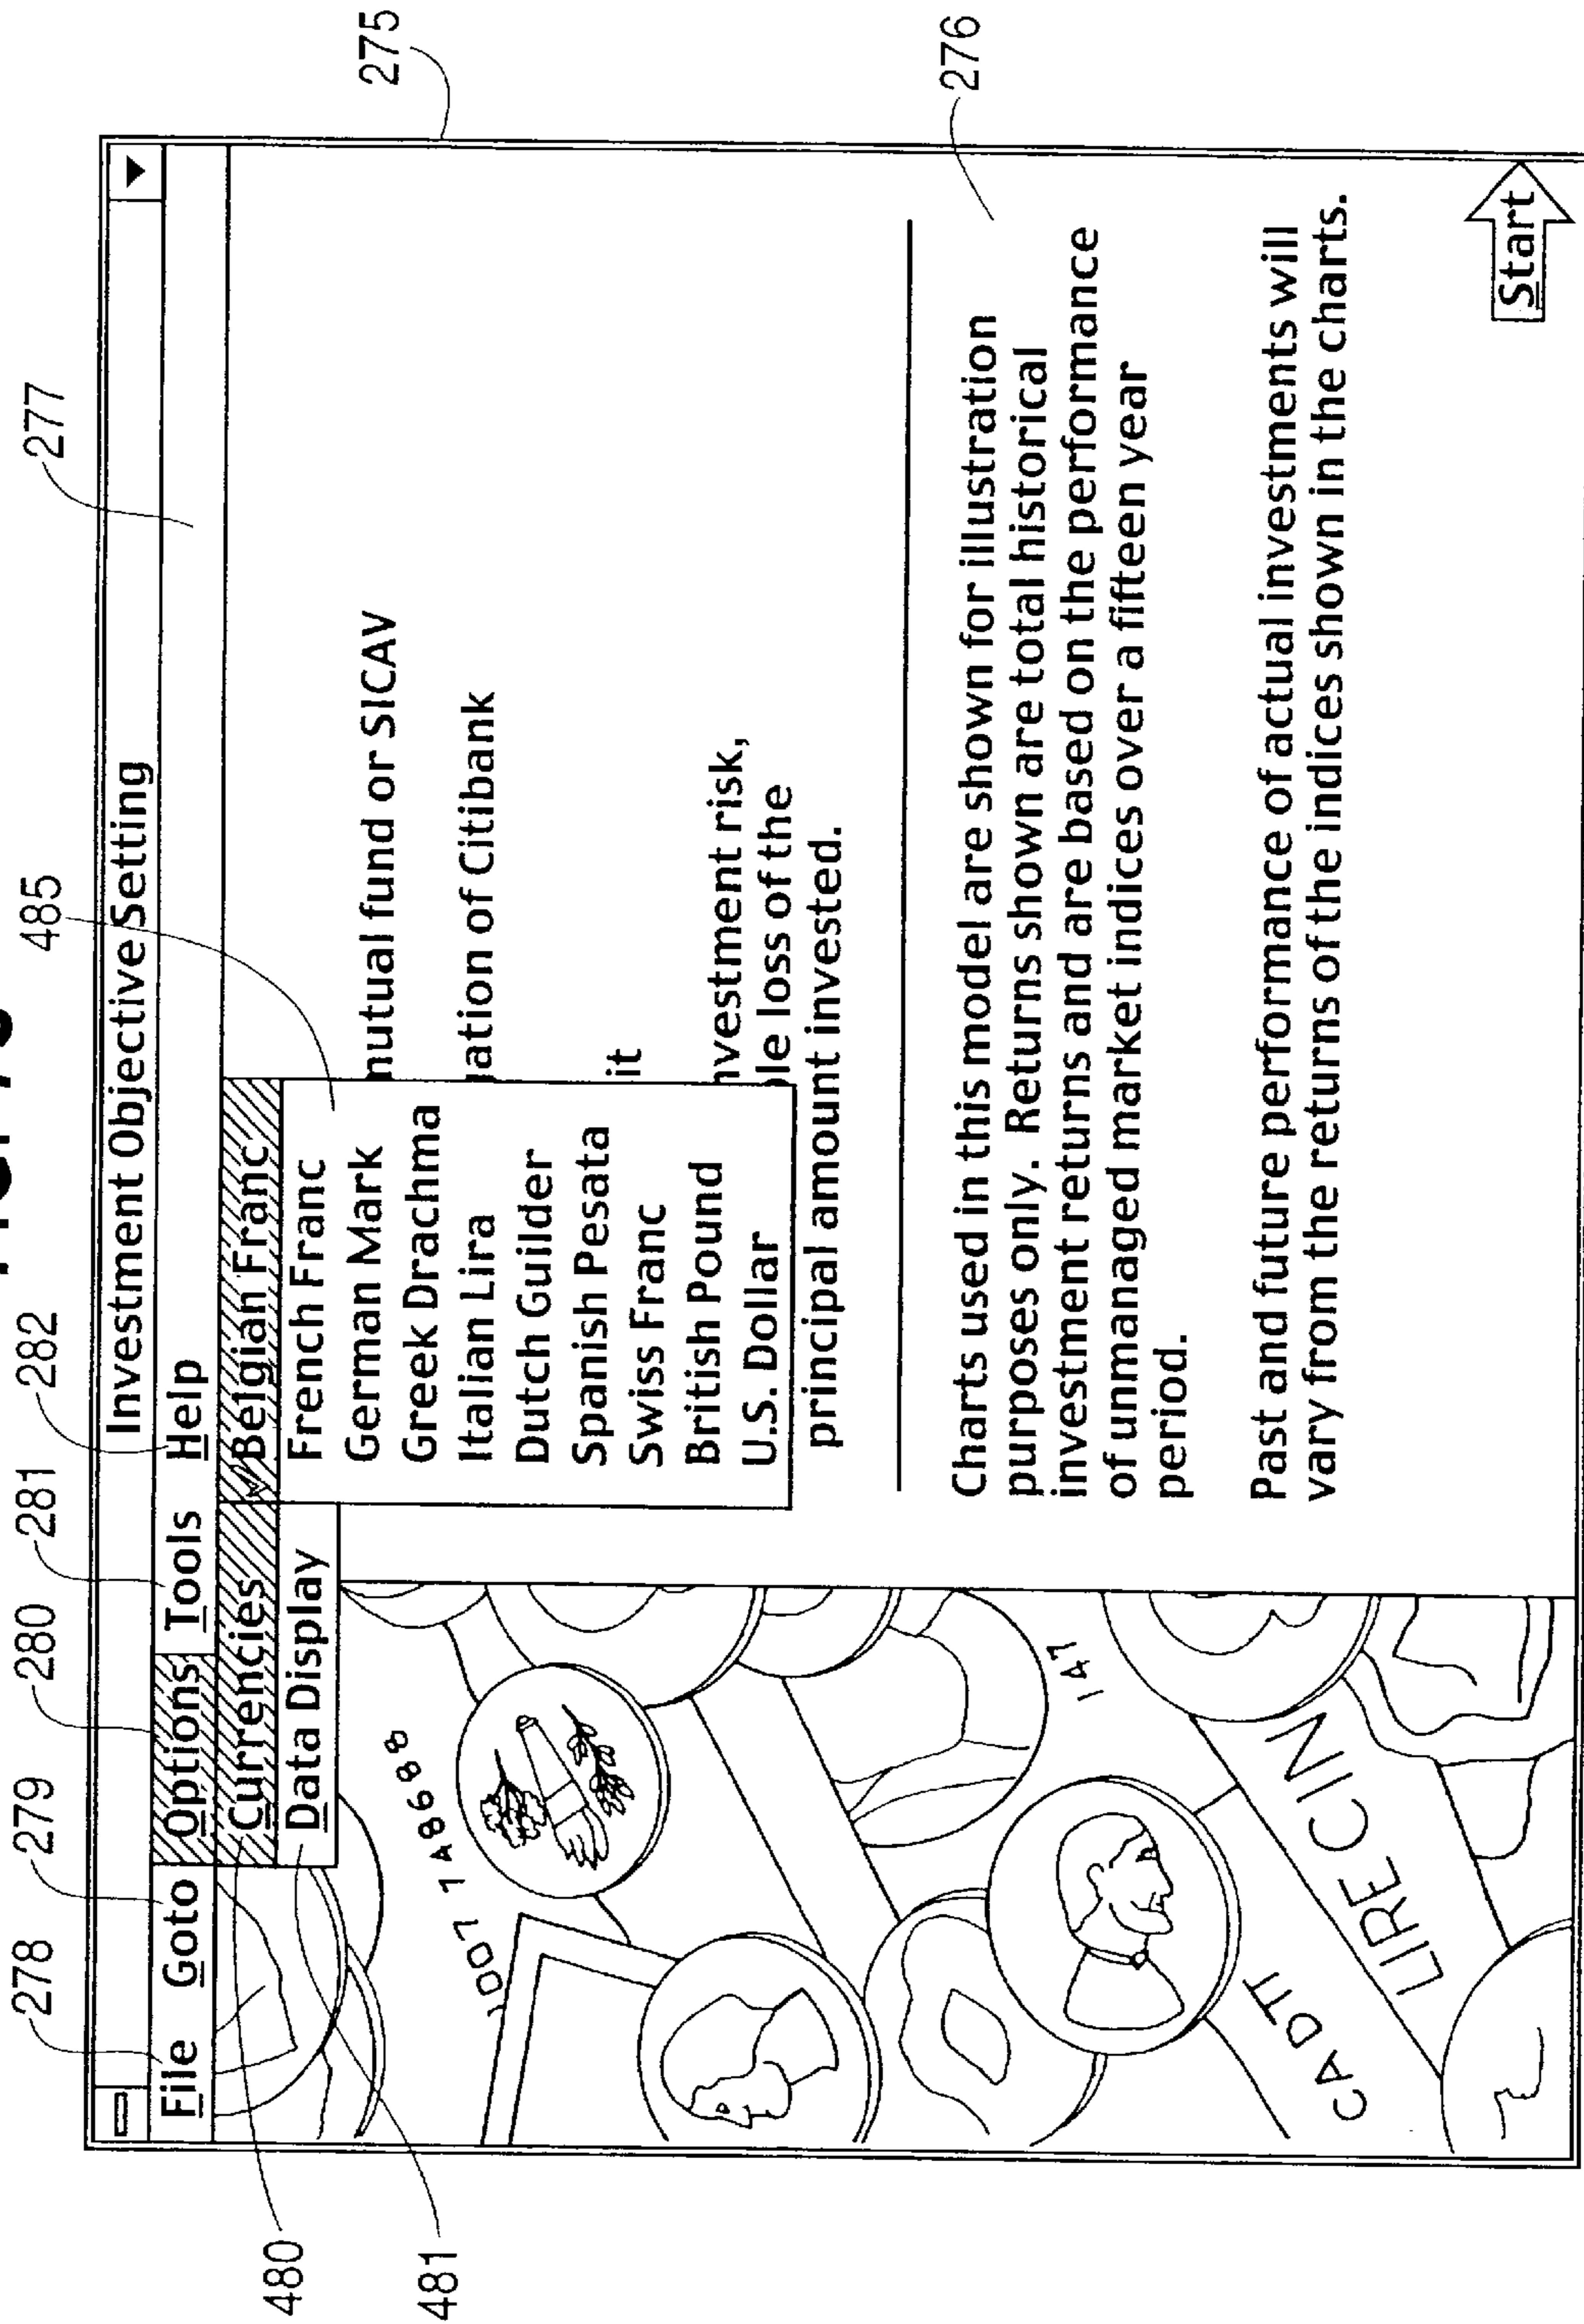 485
277
278
279
280
281
282
275
276
480
481
Investment Objective Setting
File Goto Options Tools Help
Currencies
Data Display
Belgian Franc
French Franc
German Mark
Greek Drachma
Italian Lira
Dutch Guilder
Spanish Pesata
Swiss Franc
British Pound
U.S. Dollar
mutual fund or SICAV
ation of Citibank
it
nvestment risk,
le loss of the
principal amount invested.
Charts used in this model are shown for illustration
purposes only. Returns shown are total historical
investment returns and are based on the performance
of unmanaged market indices over a fifteen year
period.
Past and future performance of actual investments will
vary from the returns of the indices shown in the charts.
Start
LIRE CIN